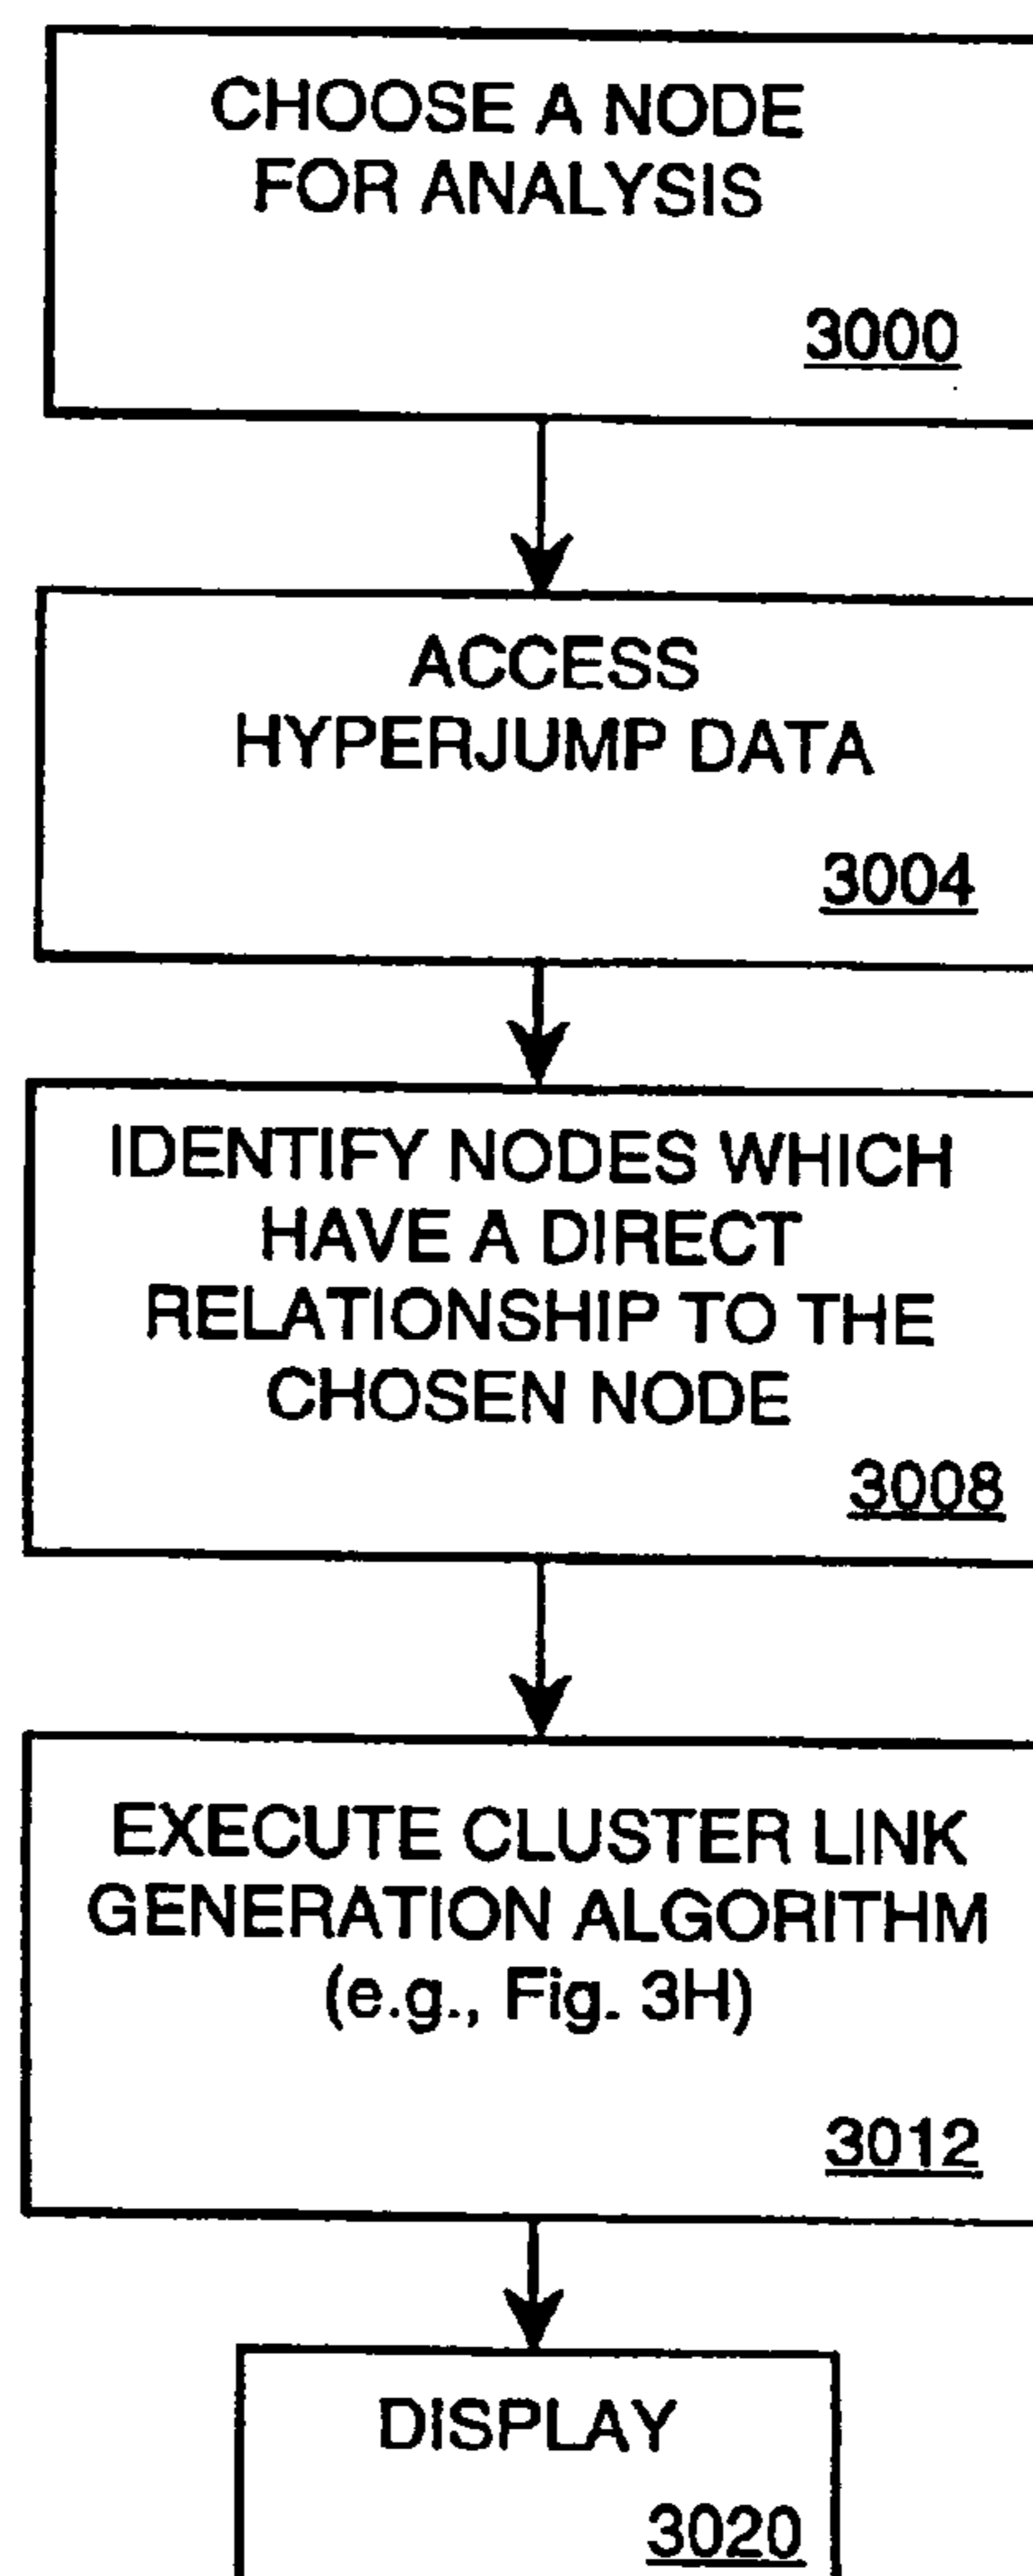 CHOOSE A NODE
FOR ANALYSIS
3000
ACCESS
HYPERJUMP DATA
3004
IDENTIFY NODES WHICH
HAVE A DIRECT
RELATIONSHIP TO THE
CHOSEN NODE
3008
EXECUTE CLUSTER LINK
GENERATION ALGORITHM
(e.g., Fig. 3H)
3012
DISPLAY
3020